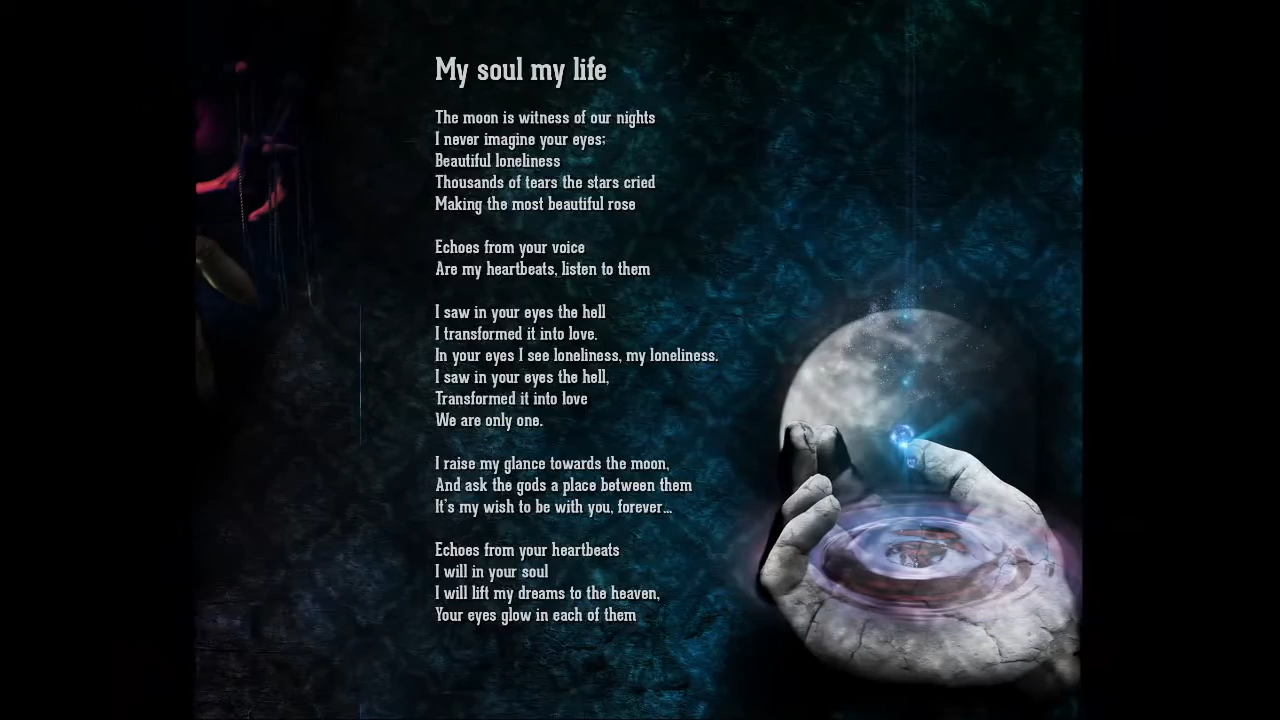 My soul my life
The moon is witness of our nights
I never imagine your eyes;
Beautiful loneliness
Thousands of tears the stars cried
Making the most beautiful rose
Echoes from your voice
Are my heartbeats, listen to them
I saw in your eyes the hell
I transformed it into love.
In your eyes I see loneliness, my loneliness.
I saw in your eyes the hell,
Transformed it into love
We are only one.
I raise my glance towards the moon,
And ask the gods a place between them
It's my wish to be with you, forever...
Echoes from your heartbeats
I will in your soul
I will lift my dreams to the heaven,
Your eyes glow in each of them